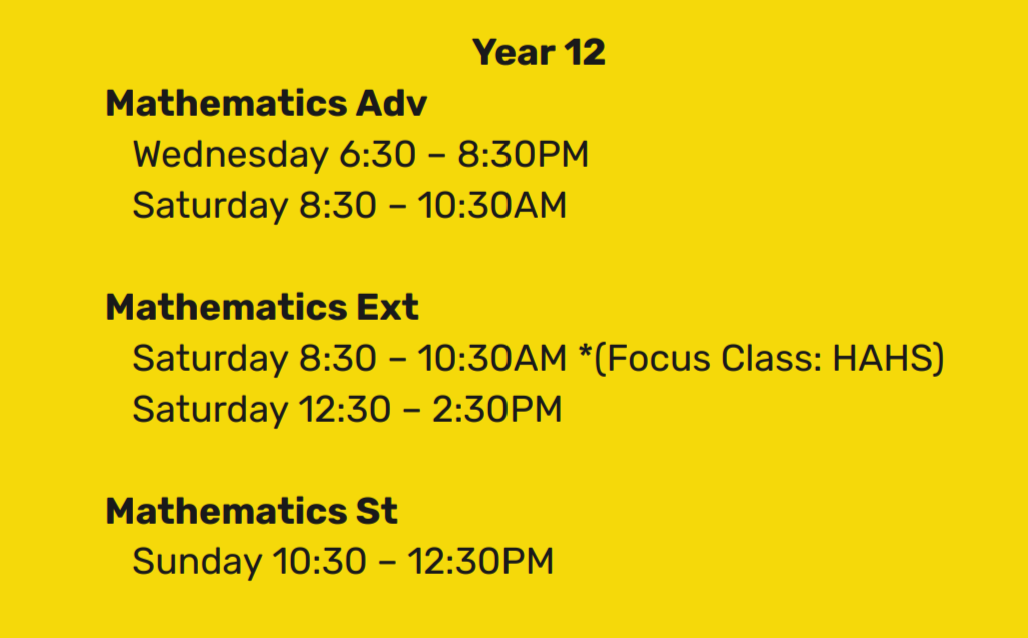 Year 12
Mathematics Adv
Wednesday 6:30 – 8:30PM
Saturday 8:30 – 10:30AM
Mathematics Ext
Saturday 8:30 – 10:30AM *(Focus Class: HAHS)
Saturday 12:30 – 2:30PM
Mathematics St
Sunday 10:30 – 12:30PM